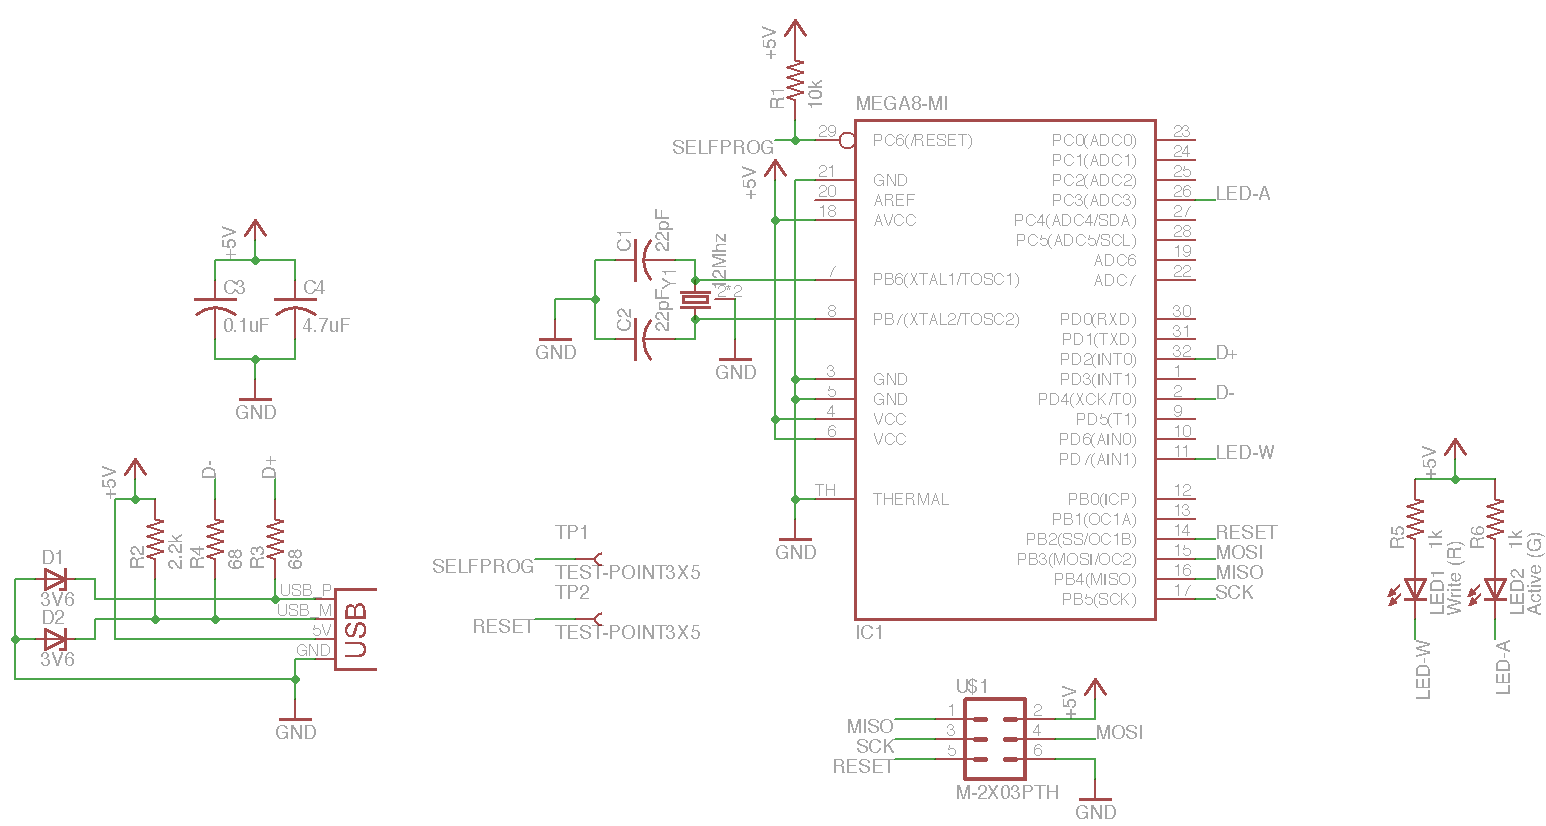 +5V
R1
10k
MEGA8-MI
SELFPROG
29
PC6(/RESET)
21
GND
20
AREF
18
AVCC
7
PB6(XTAL1/TOSC1)
8
PB7(XTAL2/TOSC2)
3
GND
5
GND
4
VCC
6
VCC
TH
THERMAL
PC0(ADC0)
23
PC1(ADC1)
24
PC2(ADC2)
25
PC3(ADC3)
26
LED-A
PC4(ADC4/SDA)
27
PC5(ADC5/SCL)
28
ADC6
19
ADC7
22
PD0(RXD)
30
PD1(TXD)
31
PD2(INT0)
32
D+
PD3(INT1)
1
PD4(XCK/T0)
2
D-
PD5(T1)
9
PD6(AIN0)
10
PD7(AIN1)
11
LED-W
PB0(ICP)
12
PB1(OC1A)
13
PB2(SS/OC1B)
14
RESET
PB3(MOSI/OC2)
15
MOSI
PB4(MISO)
16
MISO
PB5(SCK)
17
SCK
IC1
+5V
GND
C1
22pF
C2
22pF
Y1
12Mhz
2*2
GND
GND
+5V
C3
0.1uF
C4
4.7uF
GND
+5V
D-
D+
R2
2.2k
R4
68
R3
68
D1
3V6
D2
3V6
USB_P
USB_M
5V
GND
USB
GND
TP1
SELFPROG
TEST-POINT3X5
TP2
RESET
TEST-POINT3X5
U$1
+5V
MISO
1
2
SCK
3
4
MOSI
RESET
5
6
M-2X03PTH
GND
+5V
R5
1k
R6
1k
LED1
Write (R)
LED2
Active (G)
LED-W
LED-A